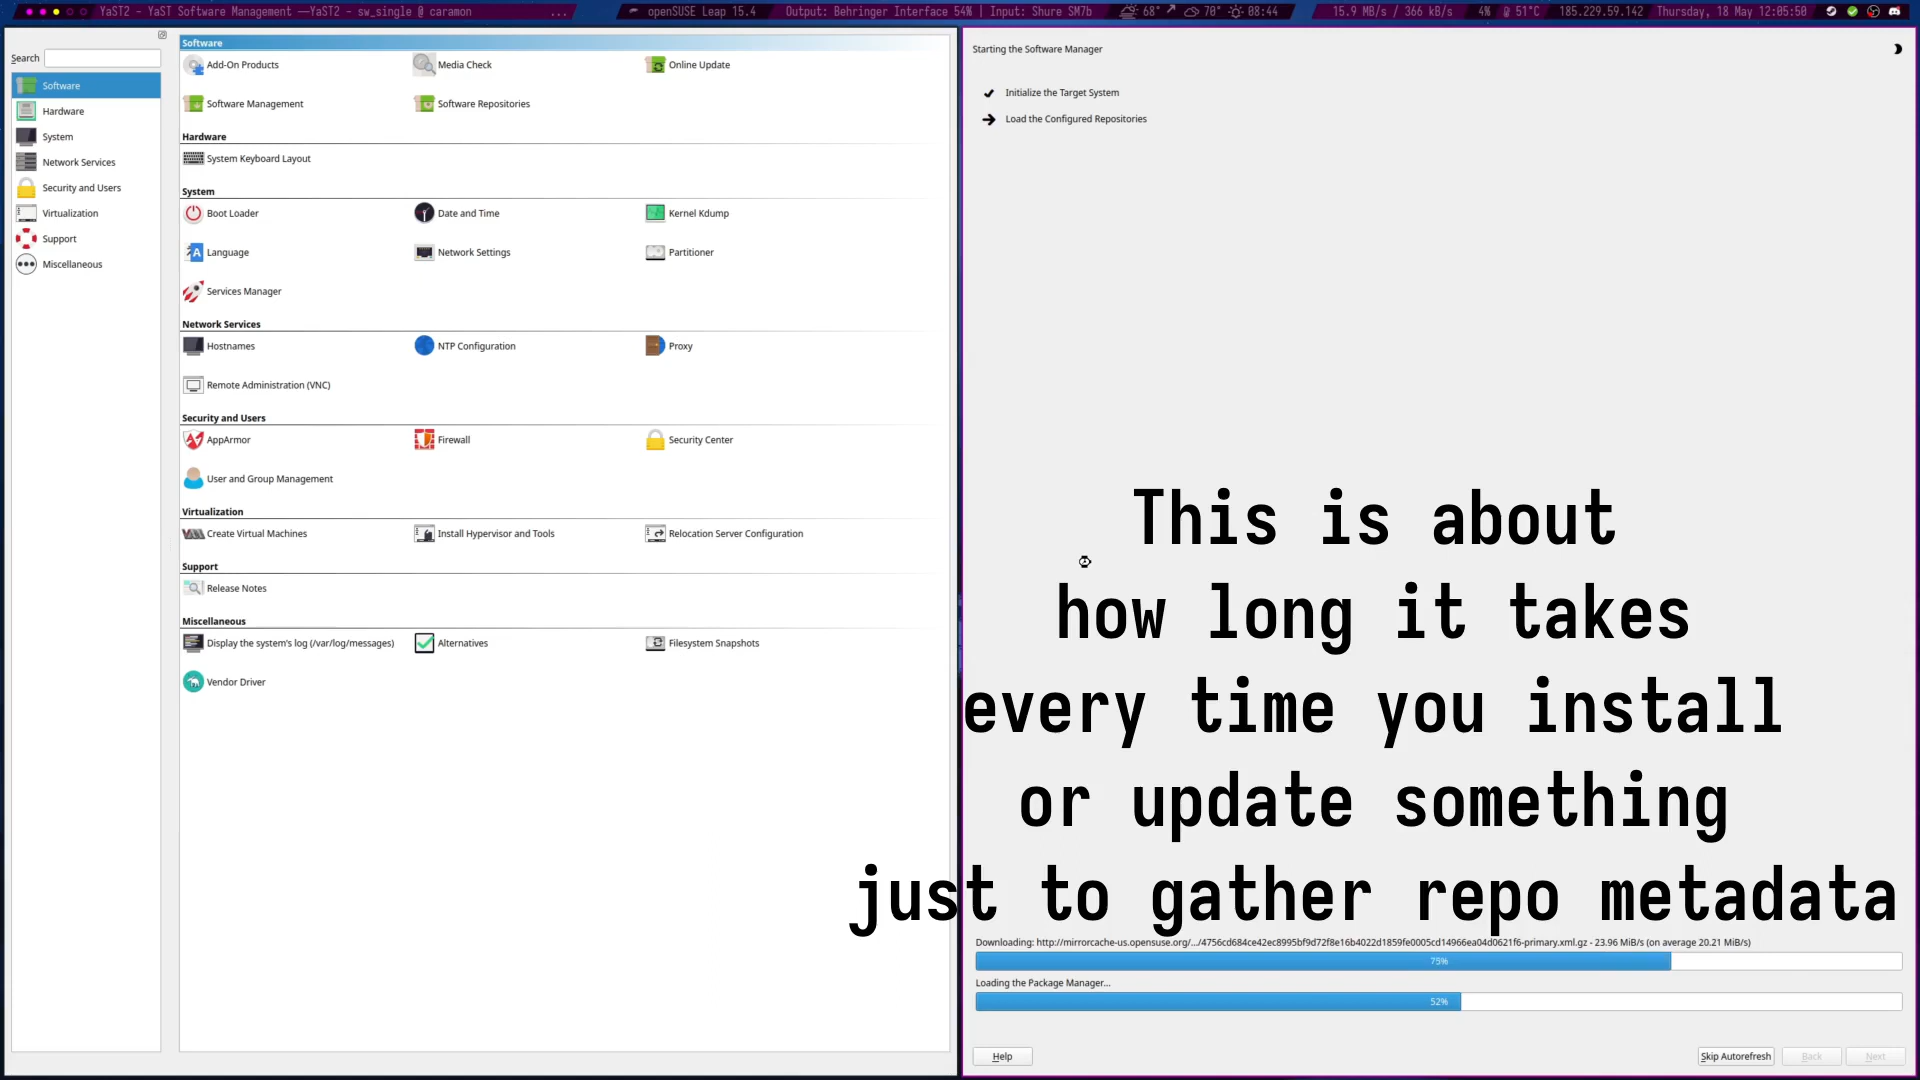 YaST2 - YaST Software Management —YaST2 - sw_single @ caramon
...
openSUSE Leap 15.4
Output: Behringer Interface 54% | Input: Shure SM7b
68° 70° 08:44
15.9 MB/s / 366 kB/s
4%
51°C
185.229.59.142
Thursday, 18 May 12:05:50
Search
Software
Hardware
System
Network Services
Security and Users
Virtualization
Support
Miscellaneous
Software
Add-On Products
Media Check
Online Update
Software Management
Software Repositories
Hardware
System Keyboard Layout
System
Boot Loader
Date and Time
Kernel Kdump
Language
Network Settings
Partitioner
Services Manager
Network Services
Hostnames
NTP Configuration
Proxy
Remote Administration (VNC)
Security and Users
AppArmor
Firewall
Security Center
User and Group Management
Virtualization
Create Virtual Machines
Install Hypervisor and Tools
Relocation Server Configuration
Support
Release Notes
Miscellaneous
Display the system's log (/var/log/messages)
Alternatives
Filesystem Snapshots
Vendor Driver
Starting the Software Manager
Initialize the Target System
Load the Configured Repositories
This is about
how long it takes
every time you install
or update something
just to gather repo metadata
Downloading: http://mirrorcache-us.opensuse.org/.../4756cd684ce42ec8995bf9d72f8e16b4022d1859fe0005cd14966ea04d0621f6-primary.xml.gz - 23.96 MiB/s (on average 20.21 MiB/s)
75%
Loading the Package Manager...
52%
Help
Skip Autorefresh
Back
Next